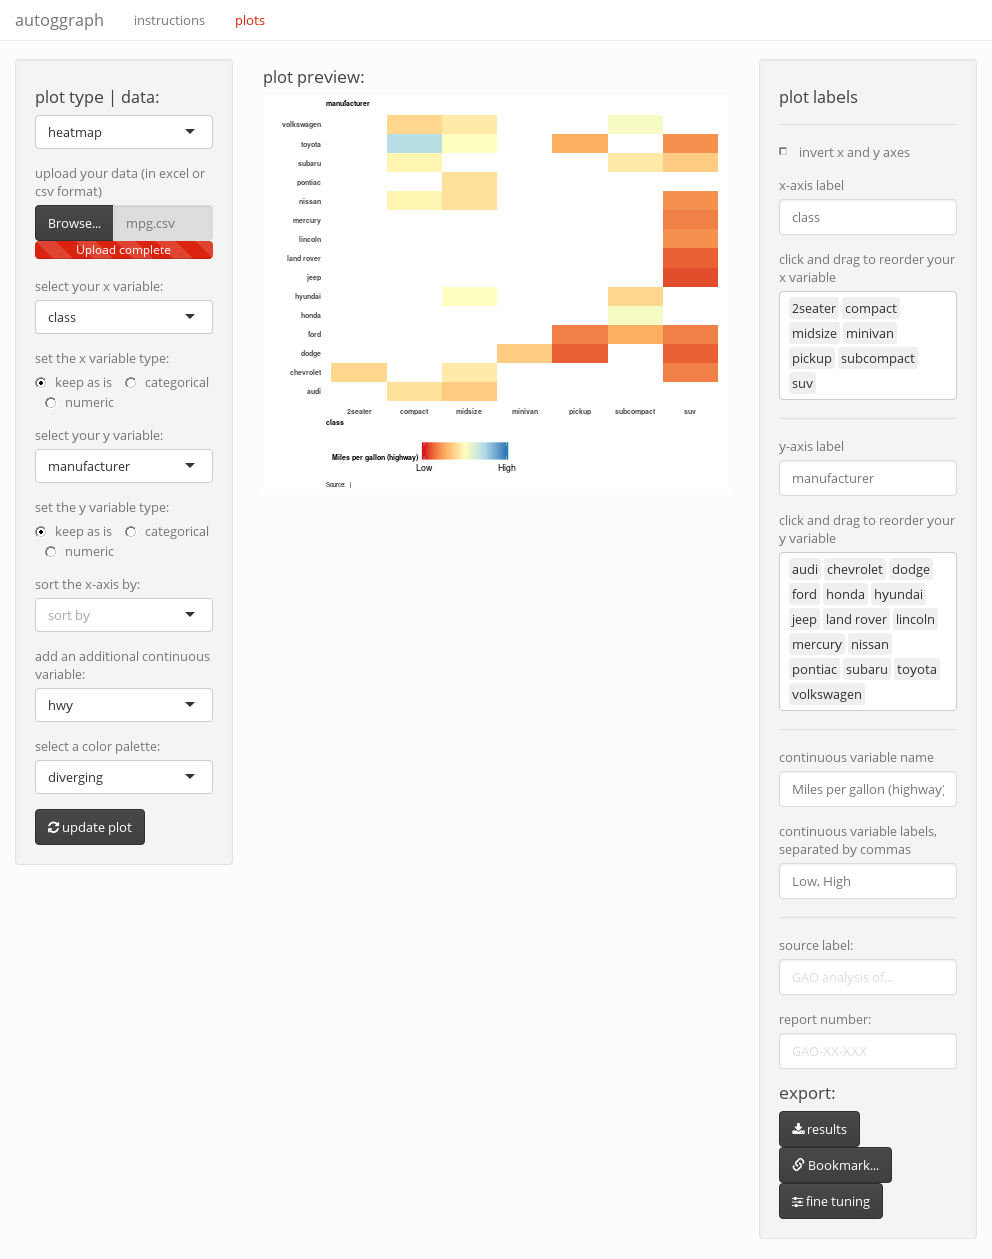 autoggraph
instructions
plots
plot type | data:
heatmap
upload your data (in excel or
csv format)
Browse...
mpg.csv
Upload complete
select your x variable:
class
set the x variable type:
keep as is
categorical
numeric
select your y variable:
manufacturer
set the y variable type:
keep as is
categorical
numeric
sort the x-axis by:
sort by
add an additional continuous
variable:
hwy
select a color palette:
diverging
update plot
plot preview:
manufacturer
volkswagen
toyota
subaru
pontiac
nissan
mercury
lincoln
land rover
jeep
hyundai
honda
ford
dodge
chevrolet
audi
2seater compact midsize minivan pickup subcompact suv
class
Miles per gallon (highway)
Low High
Source: |
plot labels
invert x and y axes
x-axis label
class
click and drag to reorder your
x variable
2seater compact
midsize minivan
pickup subcompact
suv
y-axis label
manufacturer
click and drag to reorder your
y variable
audi chevrolet dodge
ford honda hyundai
jeep land rover lincoln
mercury nissan
pontiac subaru toyota
volkswagen
continuous variable name
Miles per gallon (highway)
continuous variable labels,
separated by commas
Low, High
source label:
GAO analysis of...
report number:
GAO-XX-XXX
export:
results
Bookmark...
fine tuning